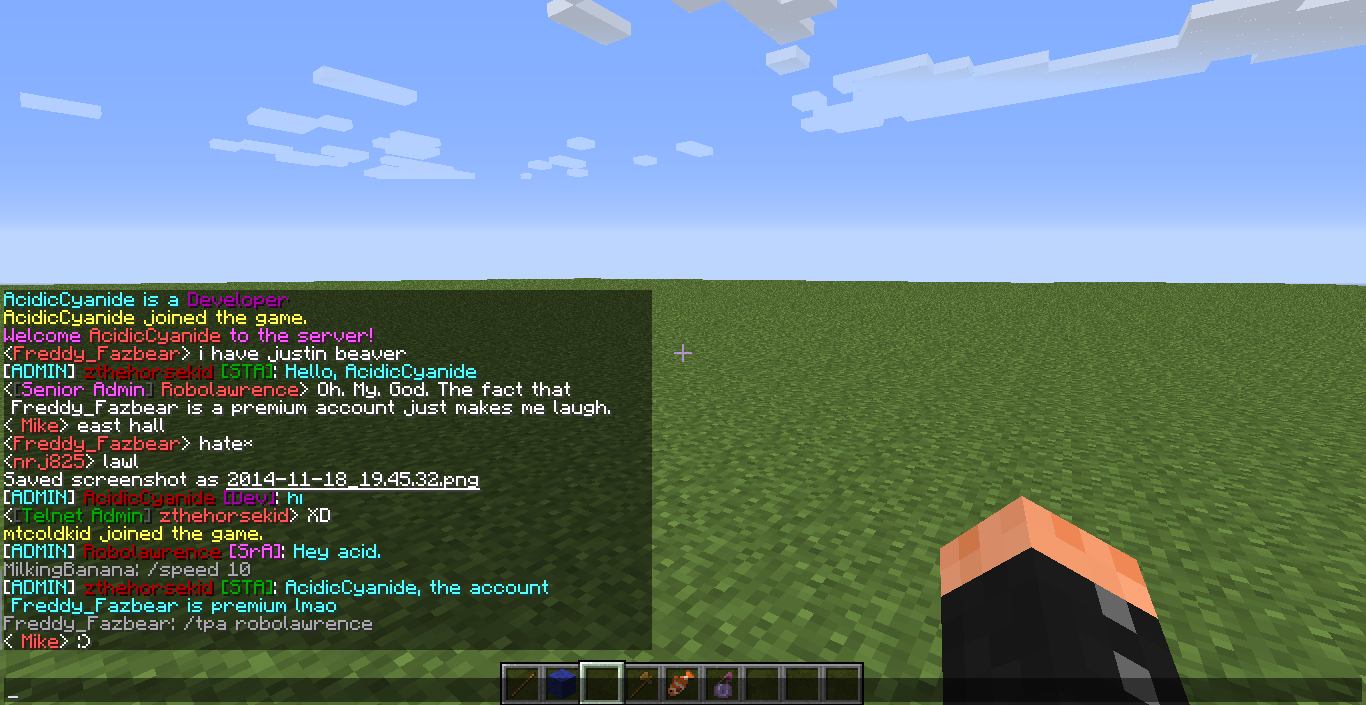 AcidicCyanide is a Developer
AcidicCyanide joined the game.
Welcome AcidicCyanide to the server!
<Freddy_Fazbear> i have justin beaver
[ADMIN] zthehorsekid [STA]: Hello, AcidicCyanide
<[Senior Admin] Robolawrence> Oh. My. God. The fact that
Freddy_Fazbear is a premium account just makes me laugh.
< Mike> east hall
<Freddy_Fazbear> hate*
<nrj825> lawl
Saved screenshot as 2014-11-18_19.45.32.png
[ADMIN] AcidicCyanide [Dev]: hi
<[Telnet Admin] zthehorsekid> XD
mtcoldkid joined the game.
[ADMIN] Robolawrence [SrA]: Hey acid.
MilkingBanana: /speed 10
[ADMIN] zthehorsekid [STA]: AcidicCyanide, the account
Freddy_Fazbear is premium lmao
Freddy_Fazbear: /tpa robolawrence
< Mike> :D
_